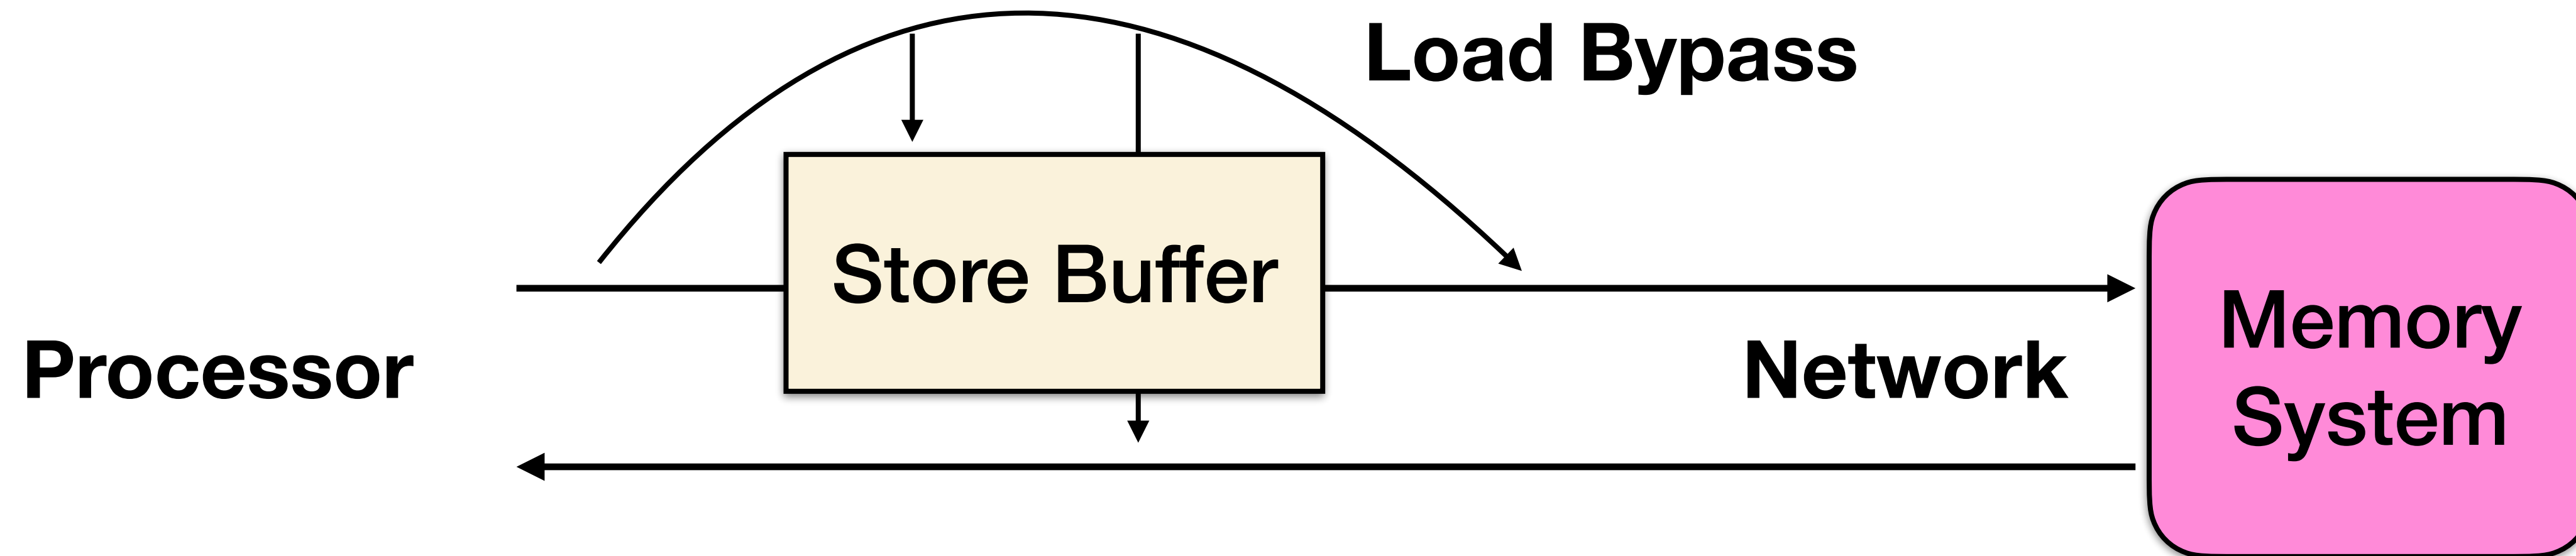 Load Bypass
Store Buffer
Processor
Network
Memory
System